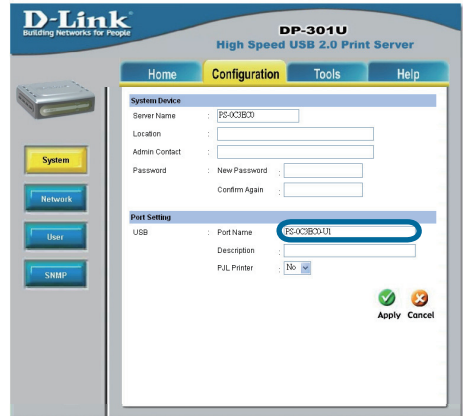 D-Link
Building Networks for People
DP-301U
High Speed USB 2.0 Print Server
Home Configuration Tools Help
System
Network
User
SNMP
System Device
Server Name : PS-0C3BC0
Location :
Admin Contact :
Password : New Password :
Confirm Again :
Port Setting
USB : Port Name : PS-0C3BC0-U1
Description :
PJL Printer : No
Apply Cancel